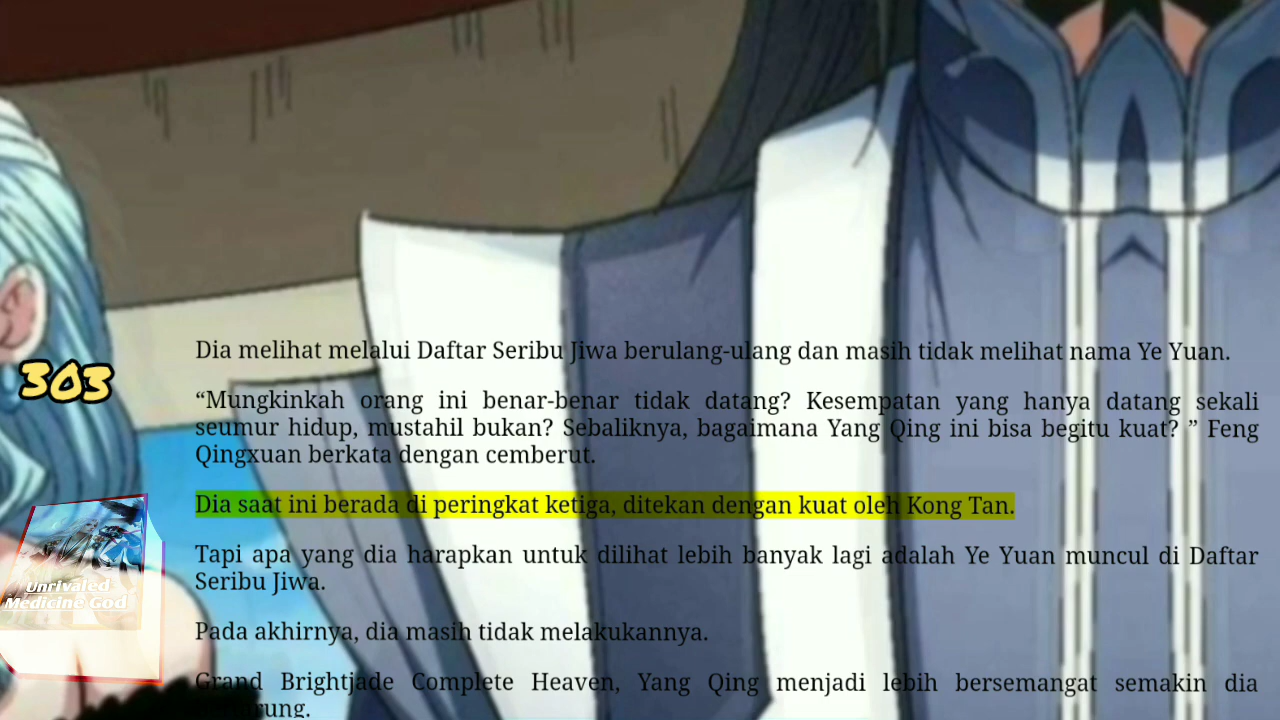 Dia melihat melalui Daftar Seribu Jiwa berulang-ulang dan masih tidak melihat nama Ye Yuan.
“Mungkinkah orang ini benar-benar tidak datang? Kesempatan yang hanya datang sekali
seumur hidup, mustahil bukan? Sebaliknya, bagaimana Yang Qing ini bisa begitu kuat? ” Feng
Qingxuan berkata dengan cemberut.
303
Dia saat ini berada di peringkat ketiga, ditekan dengan kuat oleh Kong Tan.
Tapi apa yang dia harapkan untuk dilihat lebih banyak lagi adalah Ye Yuan muncul di Daftar
Seribu Jiwa.
Unrivaled
Medicine God
Pada akhirnya, dia masih tidak melakukannya.
Grand Brightjade Complete Heaven, Yang Qing menjadi lebih bersemangat semakin dia